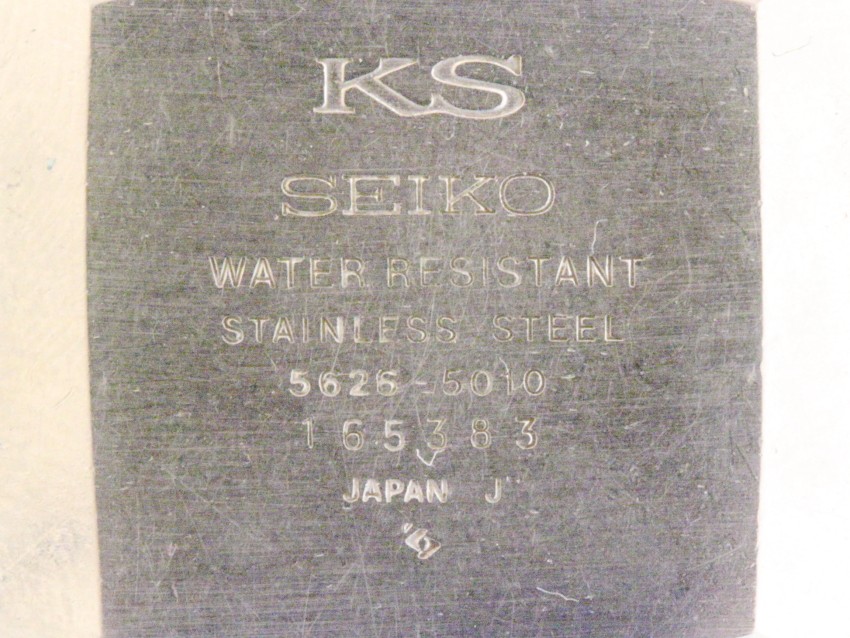 KS
SEIKO
WATER RESISTANT
STAINLESS STEEL
5626-5010
165383
JAPAN J